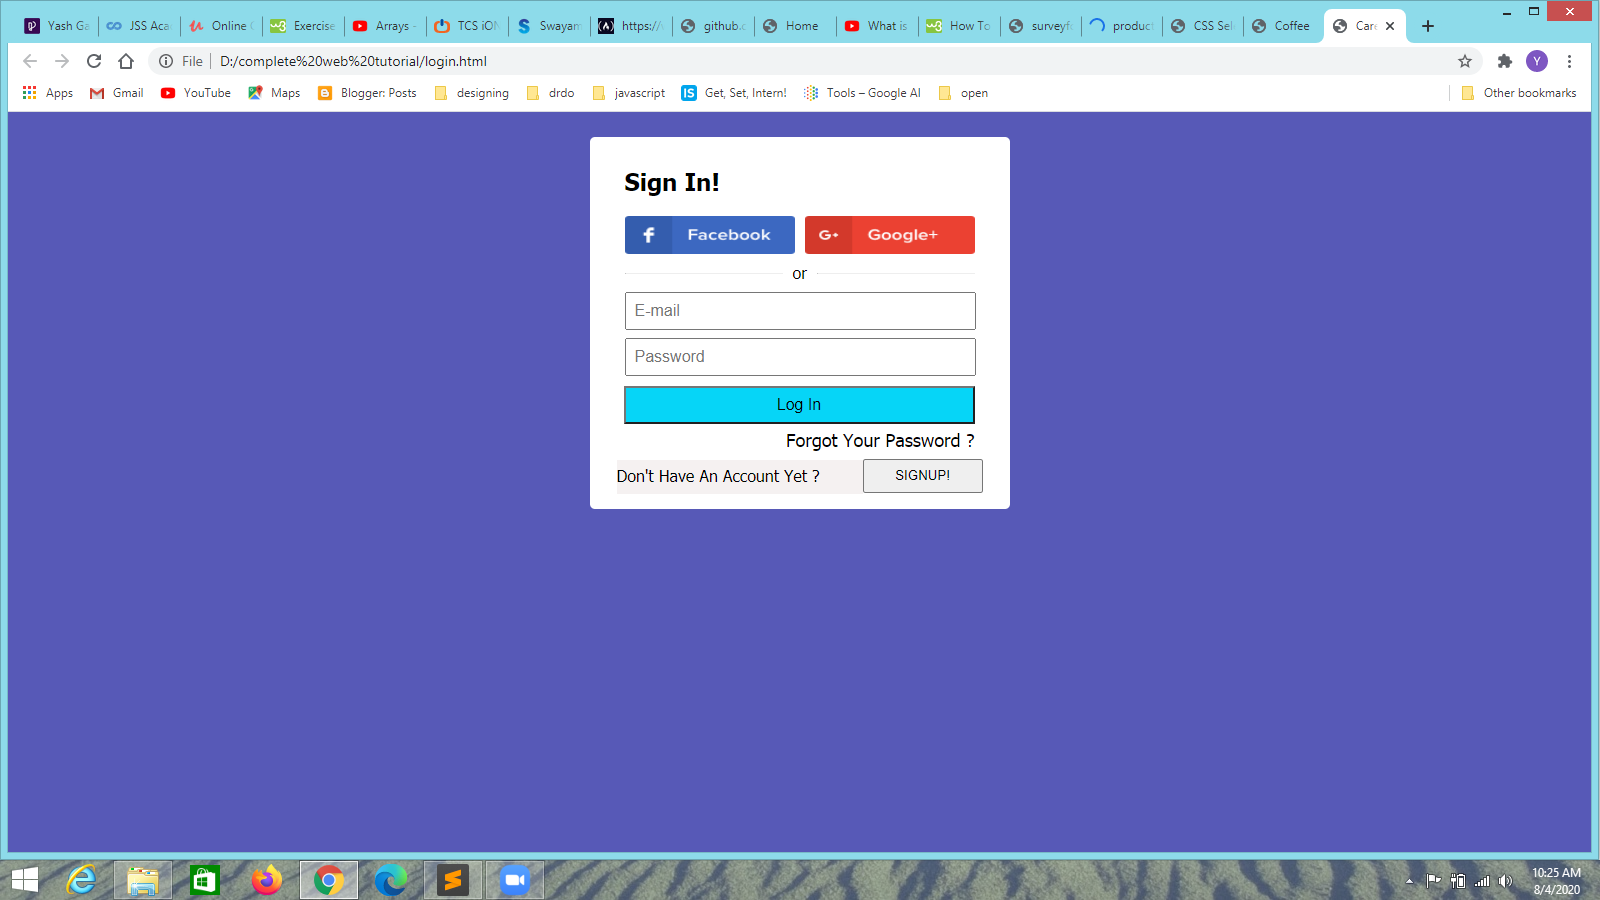 Yash Ga JSS Aca Online Exercise Arrays - TCS iON Swayam https:// github.c Home What is How To surveyfo product CSS Sel Coffee Care
File D:/complete%20web%20tutorial/login.html Y
Apps Gmail YouTube Maps Blogger: Posts designing drdo javascript Get, Set, Intern! Tools – Google AI open Other bookmarks
Sign In!
Facebook Google+
or
E-mail
Password
Log In
Forgot Your Password ?
Don't Have An Account Yet ? SIGNUP!
10:25 AM
8/4/2020